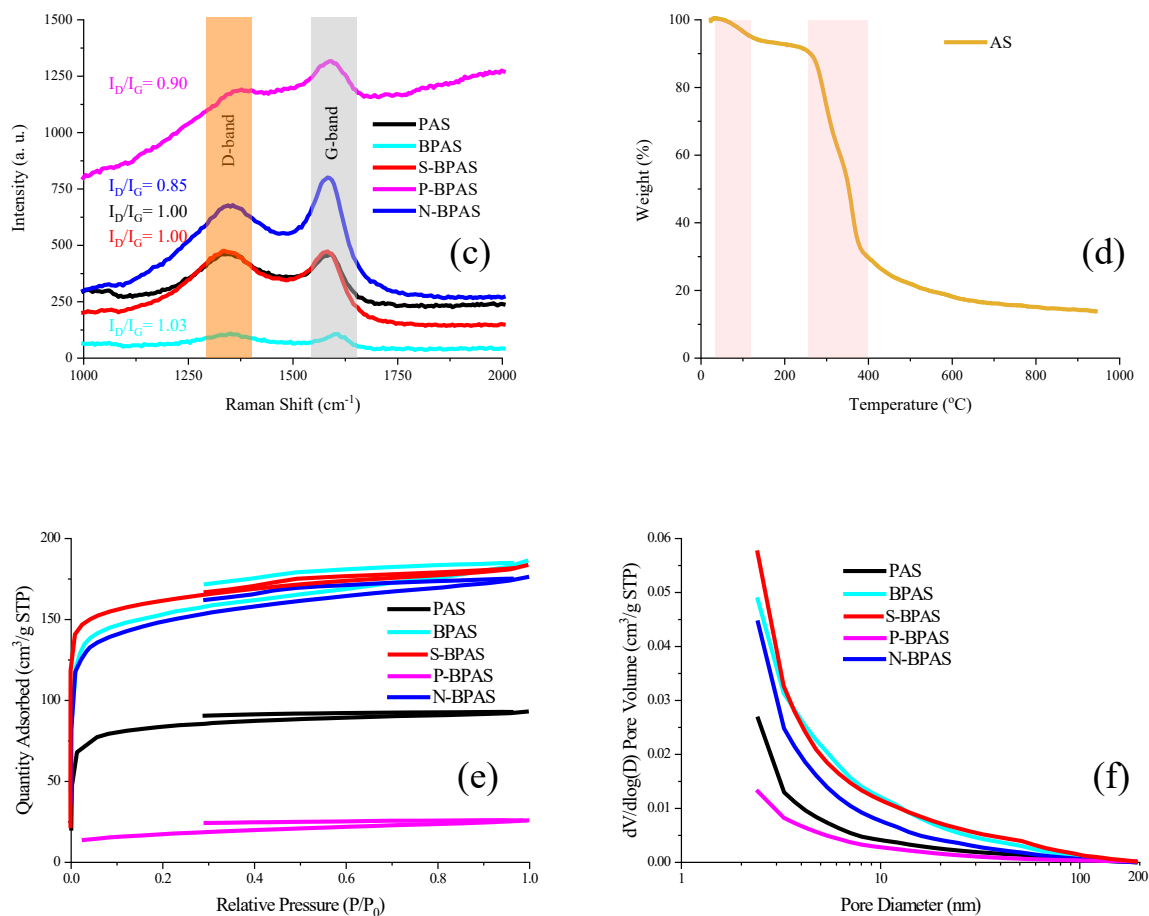 1500
1250
1000
750
500
250
0
Intensity (a. u.)
I_D/I_G= 0.90
I_D/I_G= 0.85
I_D/I_G= 1.00
I_D/I_G= 1.00
I_D/I_G= 1.03
D-band
G-band
PAS
BPAS
S-BPAS
P-BPAS
N-BPAS
(c)
1000 1250 1500 1750 2000
Raman Shift (cm⁻¹)
100
80
60
40
20
0
Weight (%)
AS
(d)
0 200 400 600 800 1000
Temperature (°C)
200
150
100
50
0
Quantity Adsorbed (cm³/g STP)
PAS
BPAS
S-BPAS
P-BPAS
N-BPAS
(e)
0.0 0.2 0.4 0.6 0.8 1.0
Relative Pressure (P/P₀)
0.06
0.05
0.04
0.03
0.02
0.01
0.00
dV/dlog(D) Pore Volume (cm³/g STP)
PAS
BPAS
S-BPAS
P-BPAS
N-BPAS
(f)
1 10 100 200
Pore Diameter (nm)